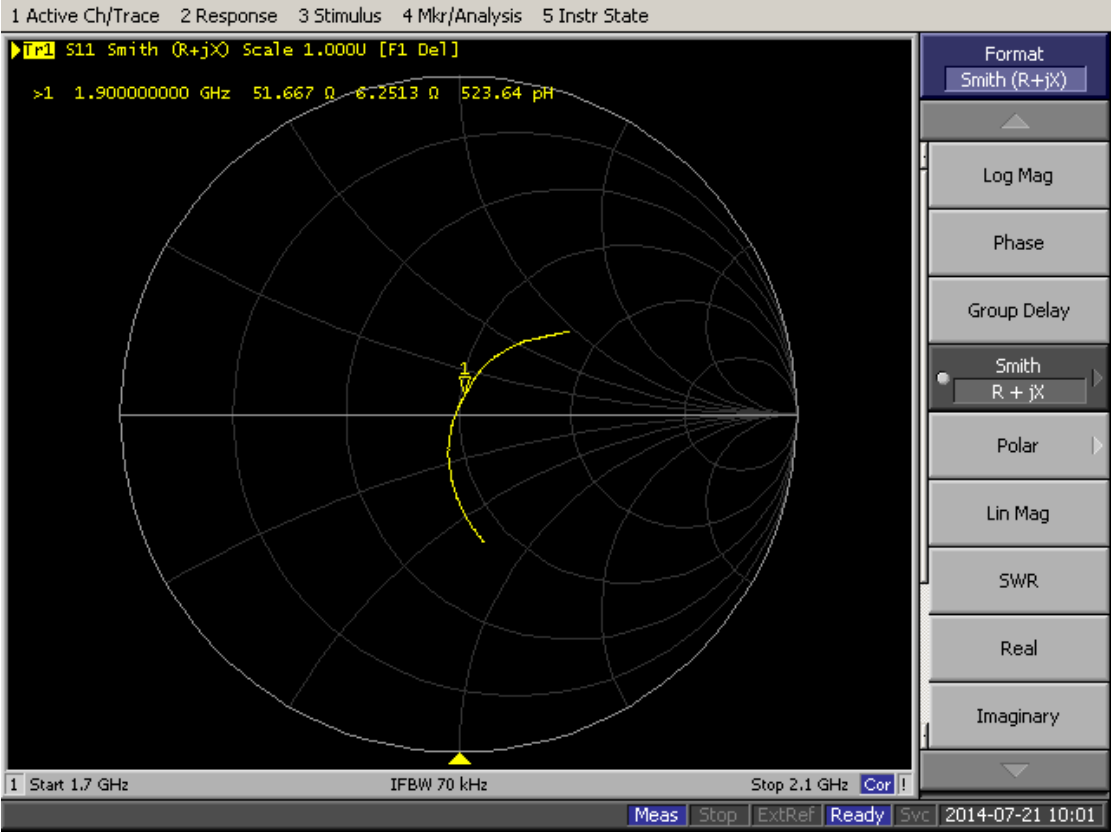 1 Active Ch/Trace 2 Response 3 Stimulus 4 Mkr/Analysis 5 Instr State
Tr1 S11 Smith (R+jX) Scale 1.000U [F1 Del]
>1 1.900000000 GHz 51.667 Ω 6.2513 Ω 523.64 pH
1
Format
Smith (R+jX)
Log Mag
Phase
Group Delay
Smith
R + jX
Polar
Lin Mag
SWR
Real
Imaginary
1 Start 1.7 GHz IFBW 70 kHz Stop 2.1 GHz Cor !
Meas Stop ExtRef Ready Svc 2014-07-21 10:01